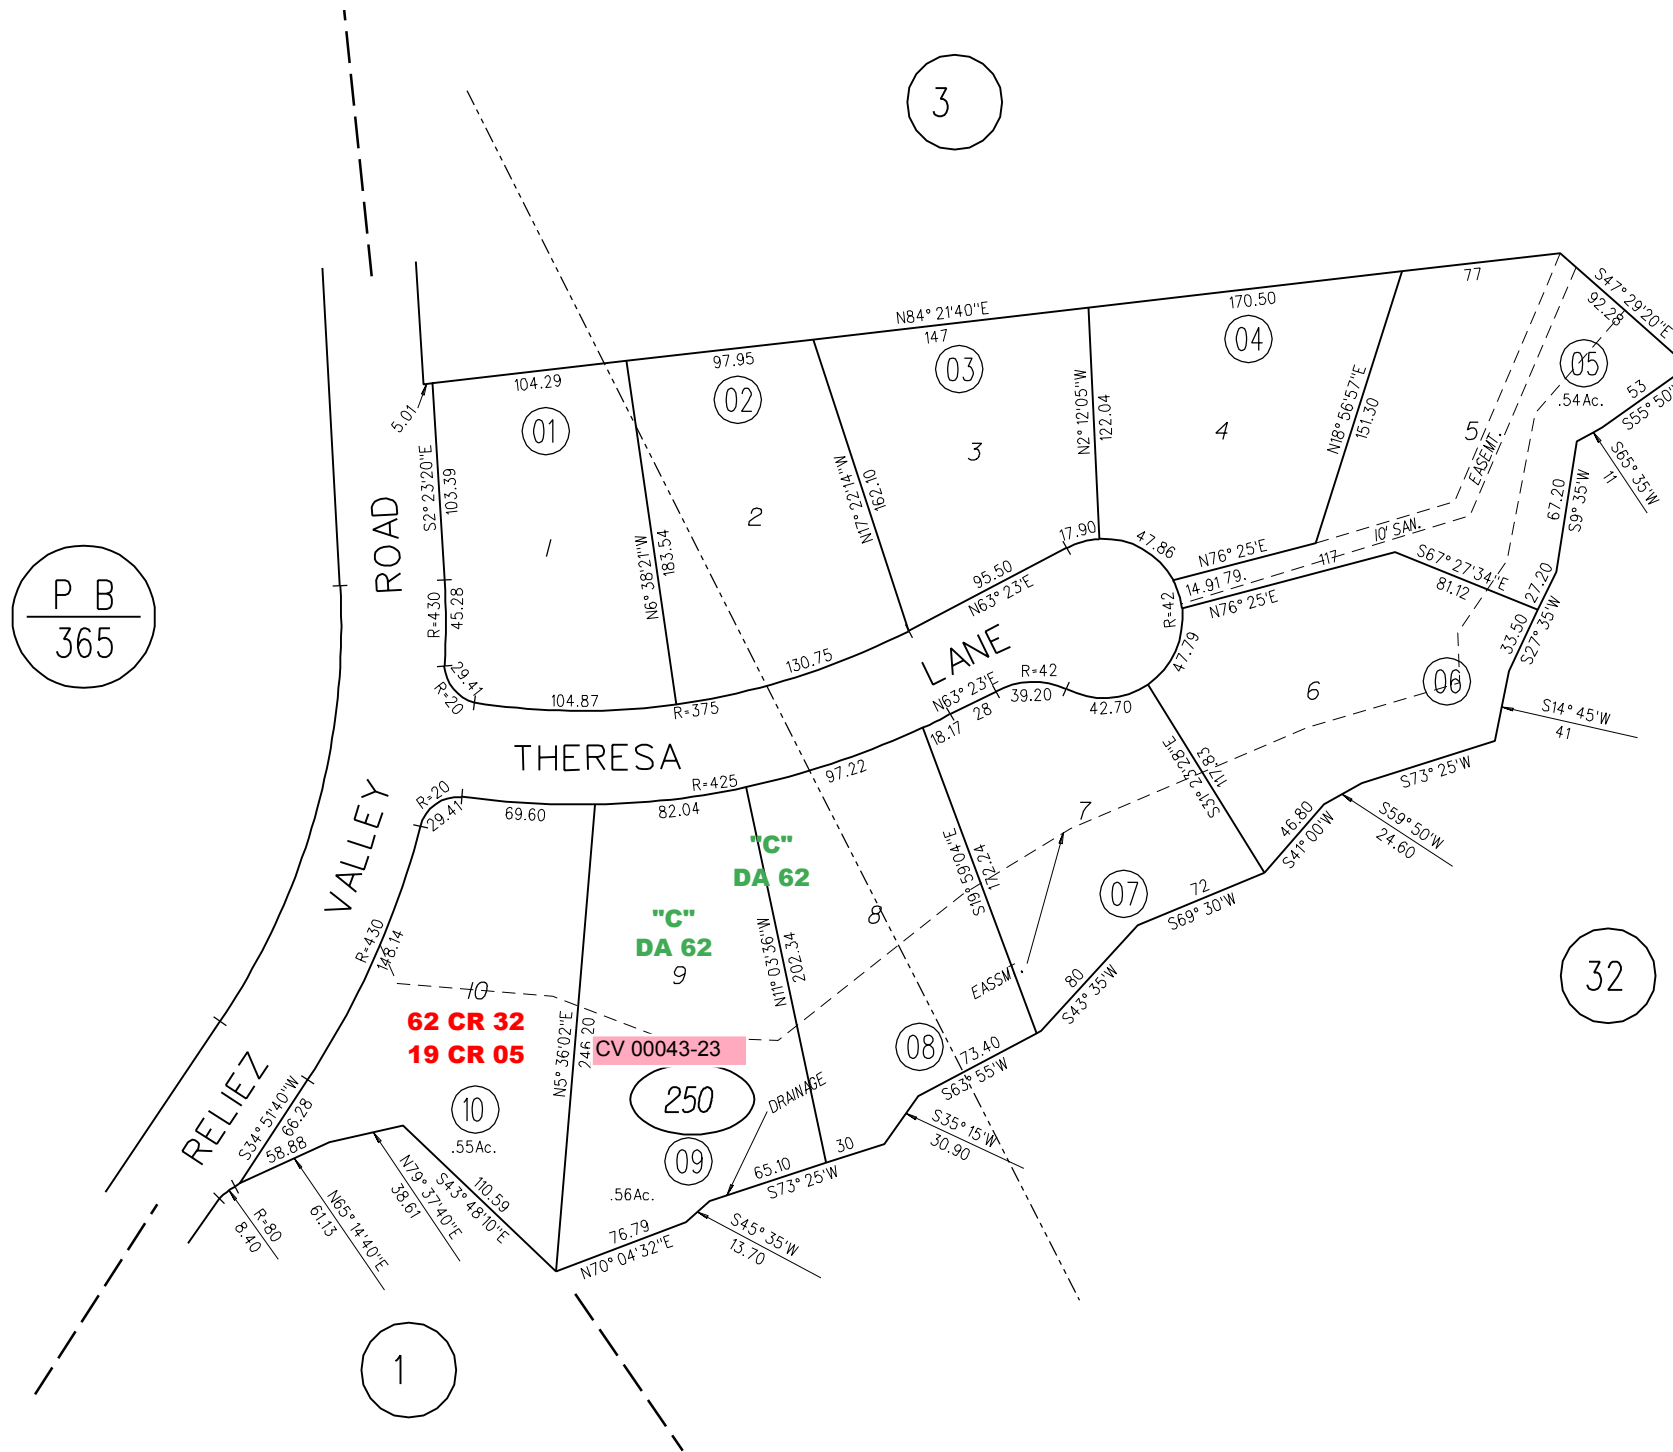 3
P B
365
ROAD
VALLEY
RELIEZ
THERESA
LANE
5.01
104.29
97.95
N84° 21'40"E
147
170.50
77
S47° 29'20"E
92.28
01
02
03
04
05
.54Ac.
53
S55° 50'
S65° 35'W
11
S2° 23'20"E
103.39
1
N6° 38'21"W
183.54
2
N17° 22'14"W
162.10
3
N2° 12'05"W
122.04
4
N18° 56'57"E
151.30
5
EASEMT.
10' SAN.
67.20
S9° 35'W
R=430
45.28
29.41
R=20
104.87
R=375
130.75
95.50
N63° 23'E
17.90
47.86
N76° 25'E
14.91 79.
117
N76° 25'E
R=42
47.79
S67° 27'34"E
81.12
27.20
33.50
S27° 35'W
06
6
S14° 45'W
41
N63° 23'E
28
18.17
R=42
39.20
42.70
S31° 23'28"E
117.83
S73° 25'W
S59° 50'W
24.60
46.80
S41° 00'W
R=20
29.41
69.60
R=425
82.04
97.22
7
"C"
DA 62
"C"
DA 62
9
8
S19° 59'04"E
172.24
07
72
S69° 30'W
80
S43° 35'W
EASSMT.
32
R=430
148.14
10
62 CR 32
19 CR 05
N5° 36'02"E
246.20
CV 00043-23
250
N11° 03'36"W
202.34
08
73.40
S63° 55'W
S35° 15'W
30.90
DRAINAGE
10
.55Ac.
09
.56Ac.
65.10
S73° 25'W
30
S34° 51'40"W
66.28
58.88
R=80
8.40
N65° 14'40"E
61.13
N79° 37'40"E
38.61
110.59
S43° 48'10"E
76.79
N70° 04'32"E
S45° 35'W
13.70
1